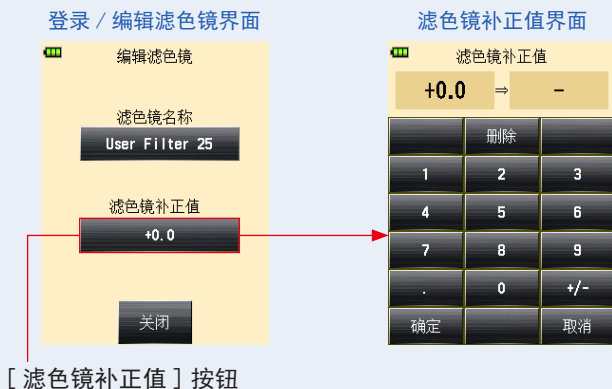 登录 / 编辑滤色镜界面
编辑滤色镜
滤色镜名称
User Filter 25
滤色镜补正值
+0.0
关闭
[ 滤色镜补正值 ] 按钮
滤色镜补正值界面
滤色镜补正值
+0.0 ⇒ –
删除
1 2 3
4 5 6
7 8 9
. 0 +/-
确定 取消